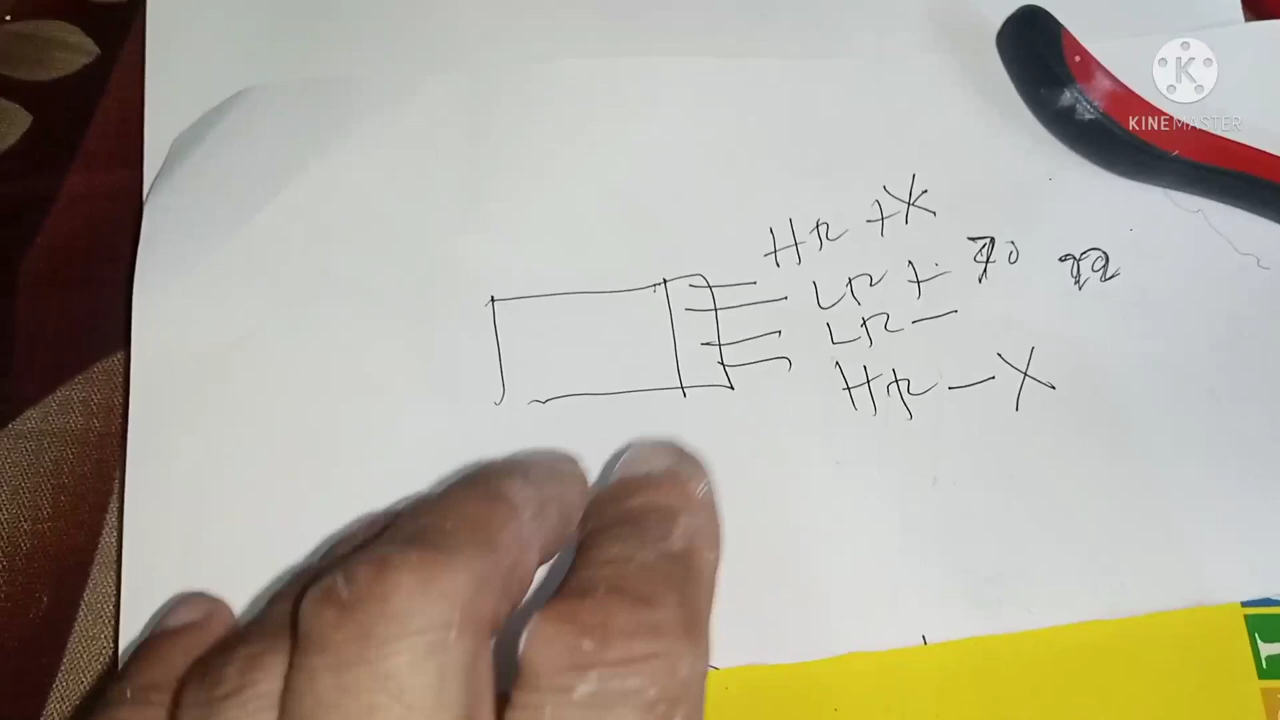 KINEMASTER
HR +X
LR +
LR -
HR - X